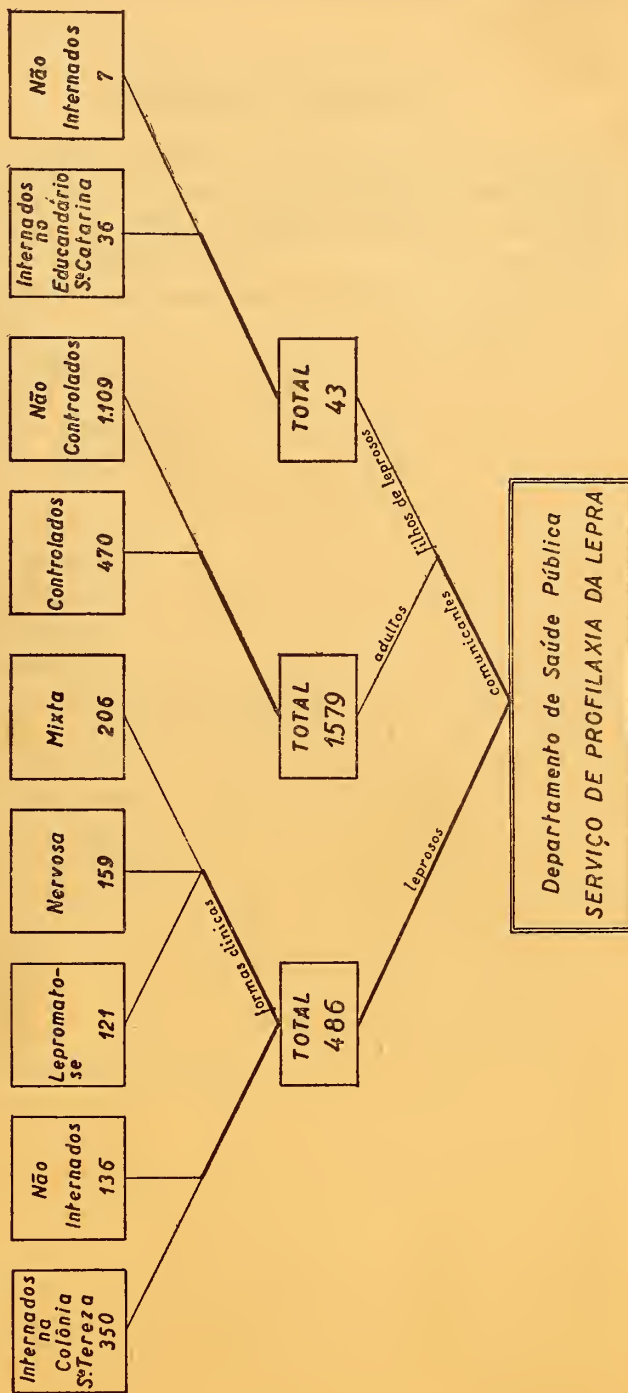 Internados
na
Colônia
Sᵗᵃ Tereza
350
Não
Internados
136
Lepromato-
se
121
Nervosa
159
Mixta
206
Controlados
470
Não
Controlados
1.109
Internados
no
Educandário
Sᵗᵃ Catarina
36
Não
Internados
7
formas clínicas
TOTAL
486
TOTAL
1.579
TOTAL
43
leprosos
adultos
filhos de leprosos
comunicantes
Departamento de Saúde Pública
SERVIÇO DE PROFILAXIA DA LEPRA